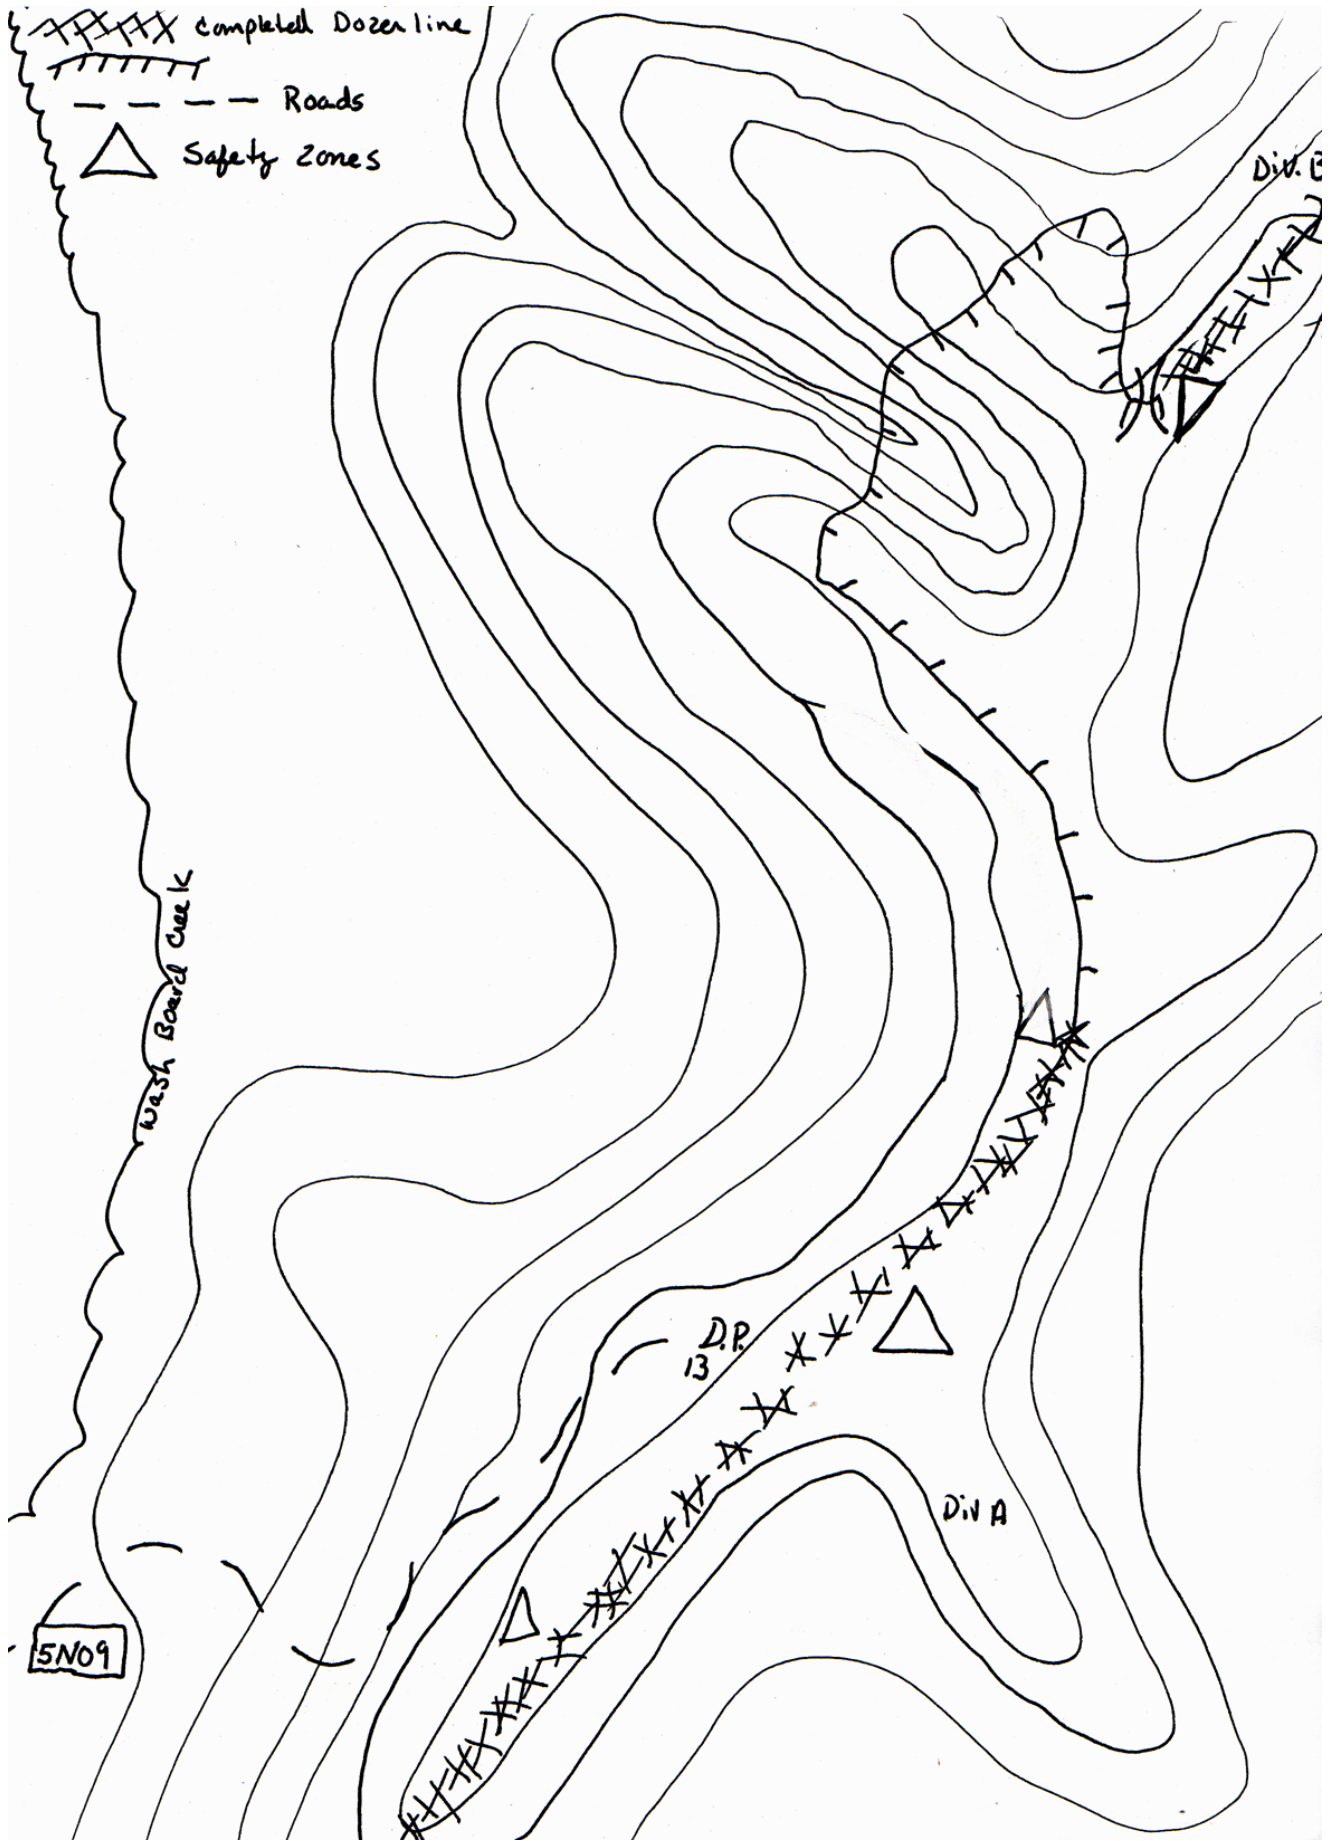 Completed Dozer line
Roads
Safety Zones
Div. B
Wash Board Creek
D.P.
13
Div A
5N09